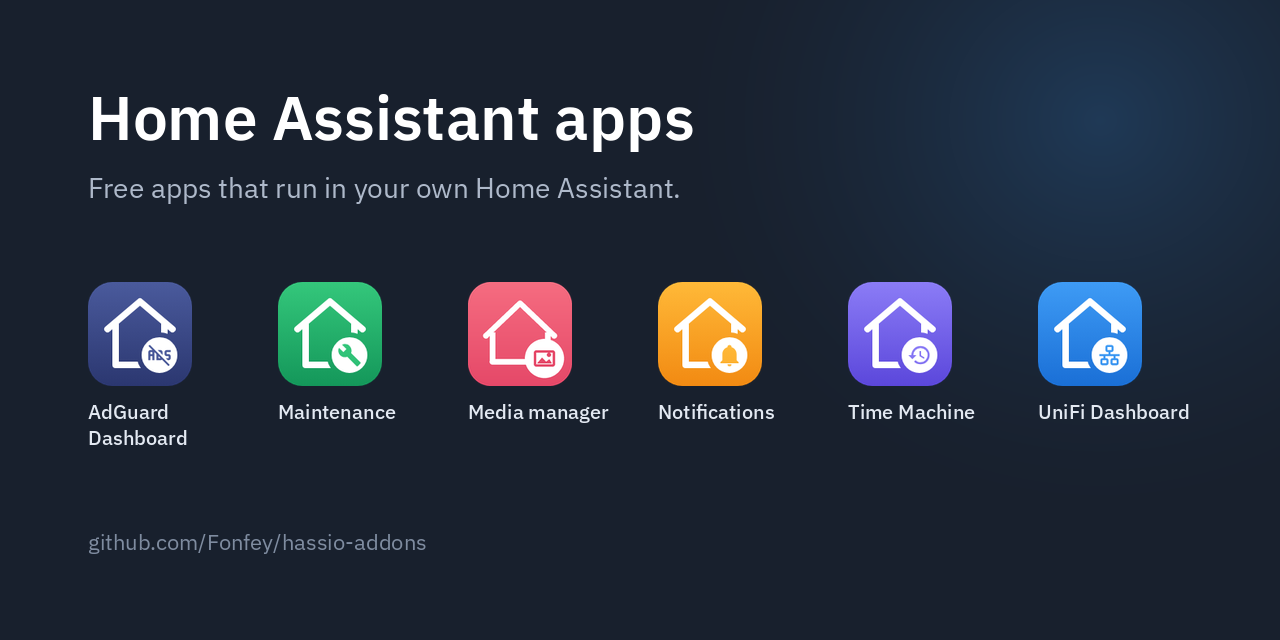 Home Assistant apps
Free apps that run in your own Home Assistant.
ADS
AdGuard
Dashboard
Maintenance
Media manager
Notifications
Time Machine
UniFi Dashboard
github.com/Fonfey/hassio-addons